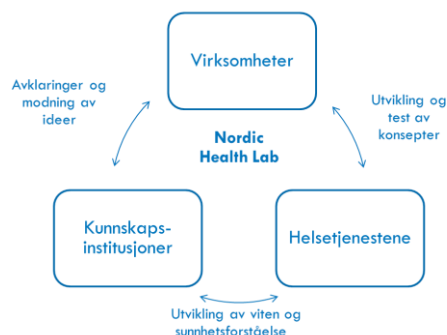 Virksomheter
Avklaringer og
modning av
ideer
Utvikling og
test av
konsepter
Nordic
Health Lab
Kunnskaps-
institusjoner
Helsetjenestene
Utvikling av viten og
sunnhetsforståelse